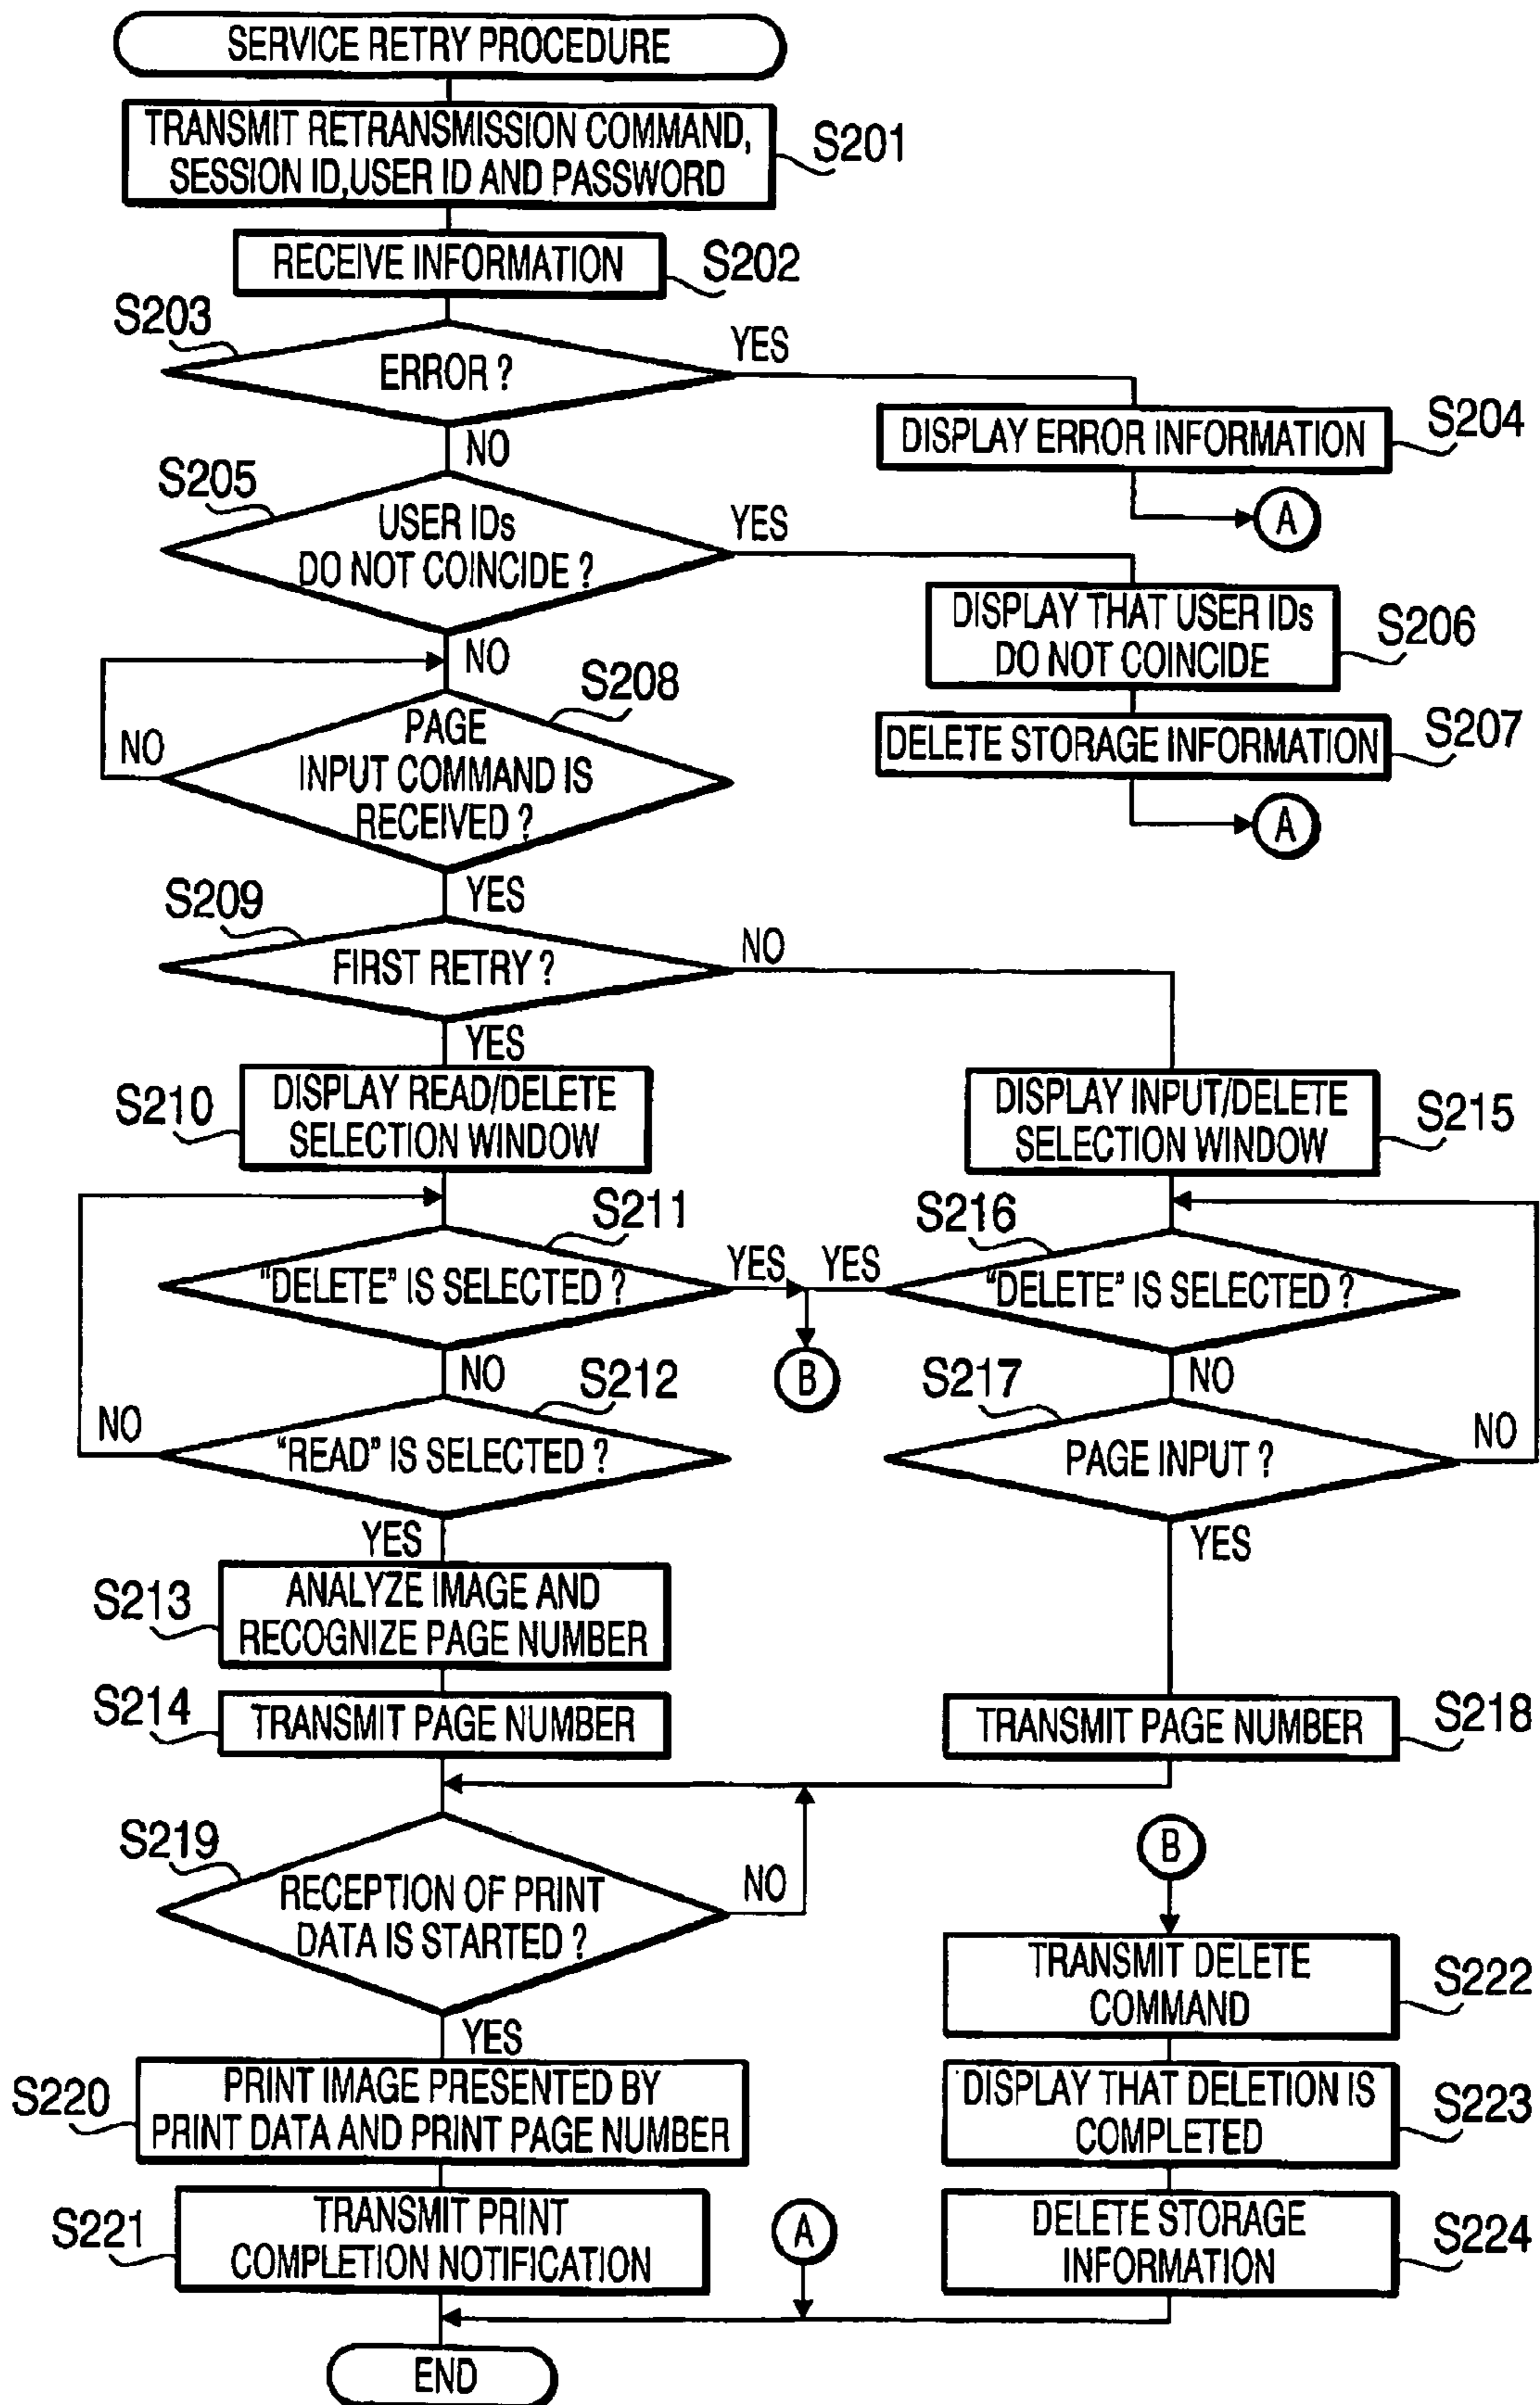 SERVICE RETRY PROCEDURE
TRANSMIT RETRANSMISSION COMMAND,
SESSION ID,USER ID AND PASSWORD
S201
RECEIVE INFORMATION
S202
S203
ERROR ?
YES
NO
DISPLAY ERROR INFORMATION
S204
A
S205
USER IDs
DO NOT COINCIDE ?
YES
NO
DISPLAY THAT USER IDs
DO NOT COINCIDE
S206
DELETE STORAGE INFORMATION
S207
A
S208
PAGE
INPUT COMMAND IS
RECEIVED ?
NO
YES
S209
FIRST RETRY ?
NO
YES
S210
DISPLAY READ/DELETE
SELECTION WINDOW
DISPLAY INPUT/DELETE
SELECTION WINDOW
S215
S211
"DELETE" IS SELECTED ?
YES
NO
S216
YES
"DELETE" IS SELECTED ?
NO
B
S212
"READ" IS SELECTED ?
NO
YES
S217
PAGE INPUT ?
NO
YES
S213
ANALYZE IMAGE AND
RECOGNIZE PAGE NUMBER
S214
TRANSMIT PAGE NUMBER
TRANSMIT PAGE NUMBER
S218
S219
RECEPTION OF PRINT
DATA IS STARTED ?
NO
YES
B
TRANSMIT DELETE
COMMAND
S222
S220
PRINT IMAGE PRESENTED BY
PRINT DATA AND PRINT PAGE NUMBER
DISPLAY THAT DELETION IS
COMPLETED
S223
S221
TRANSMIT PRINT
COMPLETION NOTIFICATION
A
DELETE STORAGE
INFORMATION
S224
END